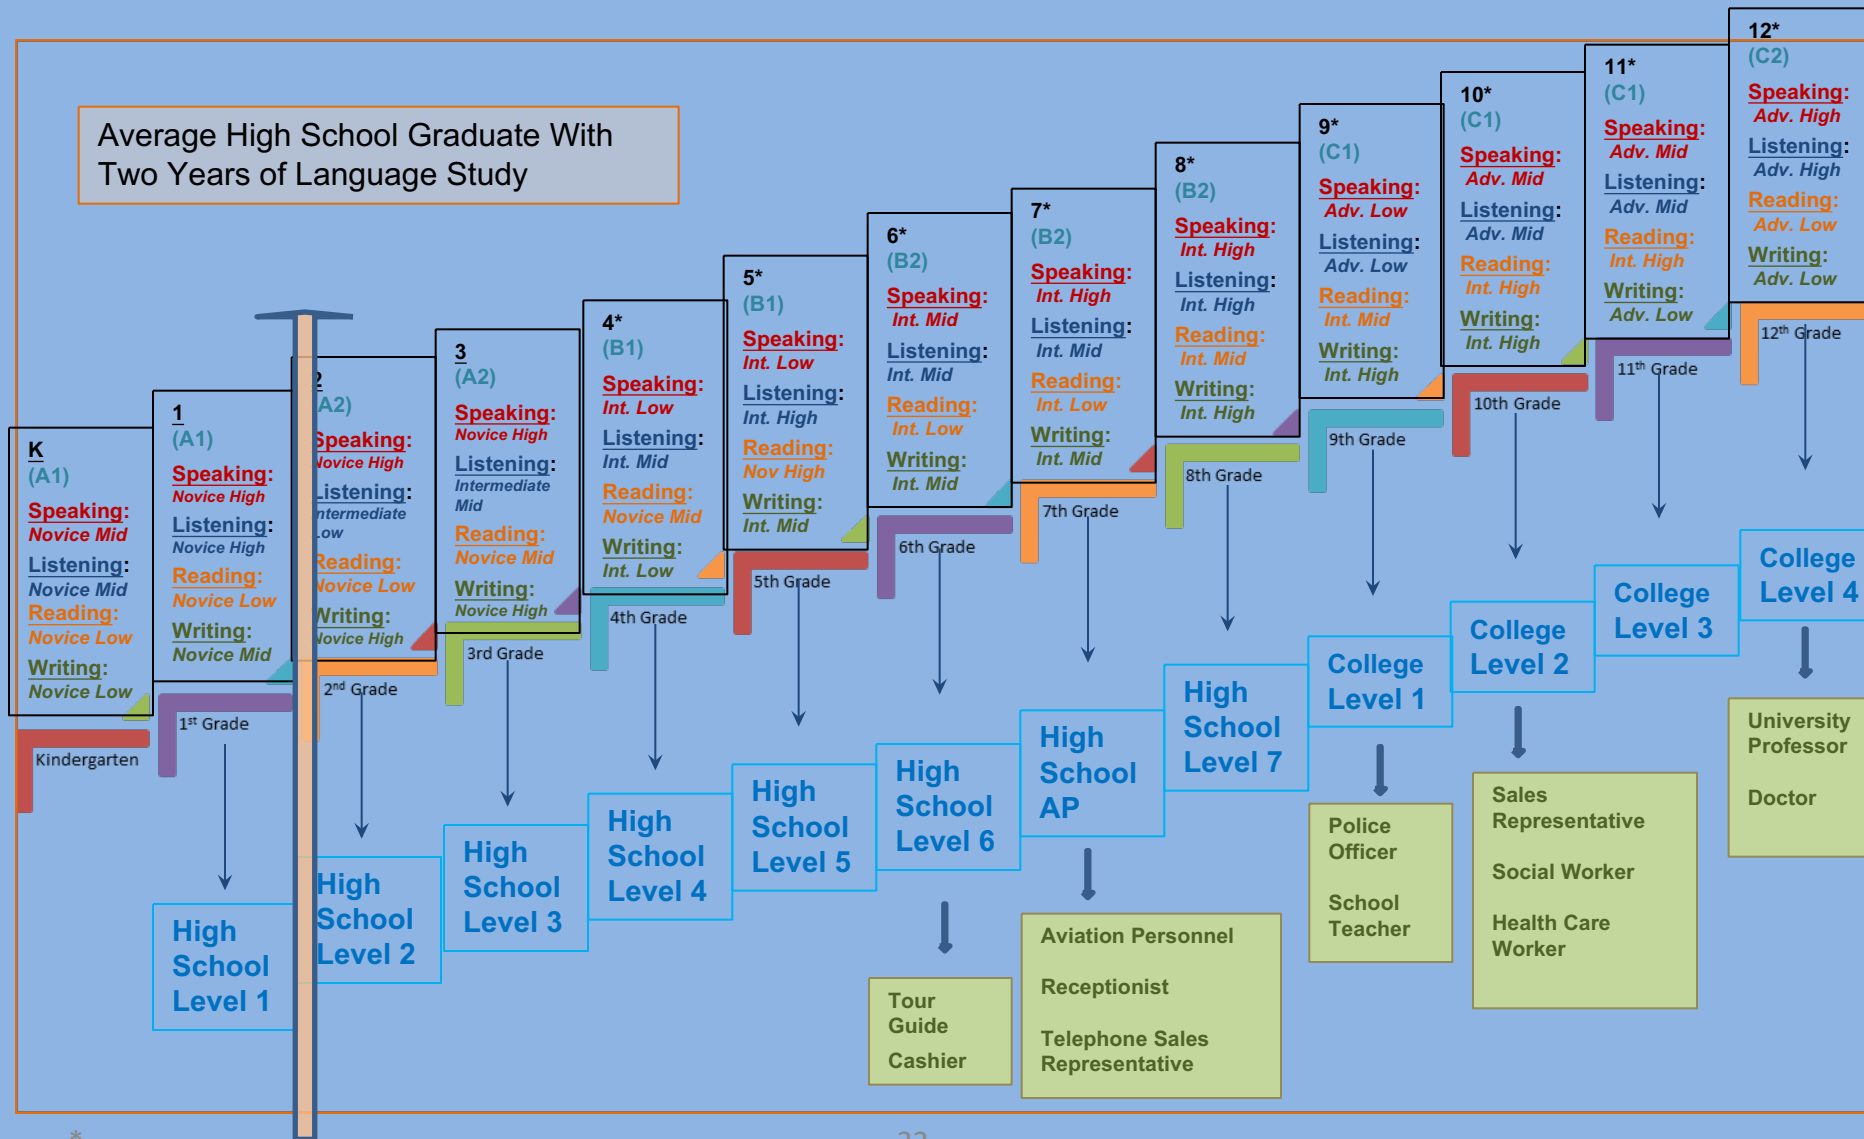 Average High School Graduate With
Two Years of Language Study
K
(A1)
Speaking:
Novice Mid
Listening:
Novice Mid
Reading:
Novice Low
Writing:
Novice Low
Kindergarten
1
(A1)
Speaking:
Novice High
Listening:
Novice High
Reading:
Novice Low
Writing:
Novice Mid
1st Grade
High
School
Level 1
2
A2)
Speaking:
Novice High
Listening:
Intermediate
Low
Reading:
Novice Low
Writing:
Novice High
2nd Grade
High
School
Level 2
3
(A2)
Speaking:
Novice High
Listening:
Intermediate
Mid
Reading:
Novice Mid
Writing:
Novice High
3rd Grade
High
School
Level 3
4*
(B1)
Speaking:
Int. Low
Listening:
Int. Mid
Reading:
Novice Mid
Writing:
Int. Low
4th Grade
High
School
Level 4
5*
(B1)
Speaking:
Int. Low
Listening:
Int. High
Reading:
Nov High
Writing:
Int. Mid
5th Grade
High
School
Level 5
6*
(B2)
Speaking:
Int. Mid
Listening:
Int. Mid
Reading:
Int. Low
Writing:
Int. Mid
6th Grade
High
School
Level 6
Tour
Guide
Cashier
7*
(B2)
Speaking:
Int. High
Listening:
Int. Mid
Reading:
Int. Low
Writing:
Int. Mid
7th Grade
High
School
AP
Aviation Personnel
Receptionist
Telephone Sales
Representative
8*
(B2)
Speaking:
Int. High
Listening:
Int. High
Reading:
Int. Mid
Writing:
Int. High
8th Grade
High
School
Level 7
9*
(C1)
Speaking:
Adv. Low
Listening:
Adv. Low
Reading:
Int. Mid
Writing:
Int. High
9th Grade
College
Level 1
Police
Officer
School
Teacher
10*
(C1)
Speaking:
Adv. Mid
Listening:
Adv. Mid
Reading:
Int. High
Writing:
Int. High
10th Grade
College
Level 2
Sales
Representative
Social Worker
Health Care
Worker
11*
(C1)
Speaking:
Adv. Mid
Listening:
Adv. Mid
Reading:
Int. High
Writing:
Adv. Low
11th Grade
College
Level 3
12*
(C2)
Speaking:
Adv. High
Listening:
Adv. High
Reading:
Adv. Low
Writing:
Adv. Low
12th Grade
College
Level 4
University
Professor
Doctor
*